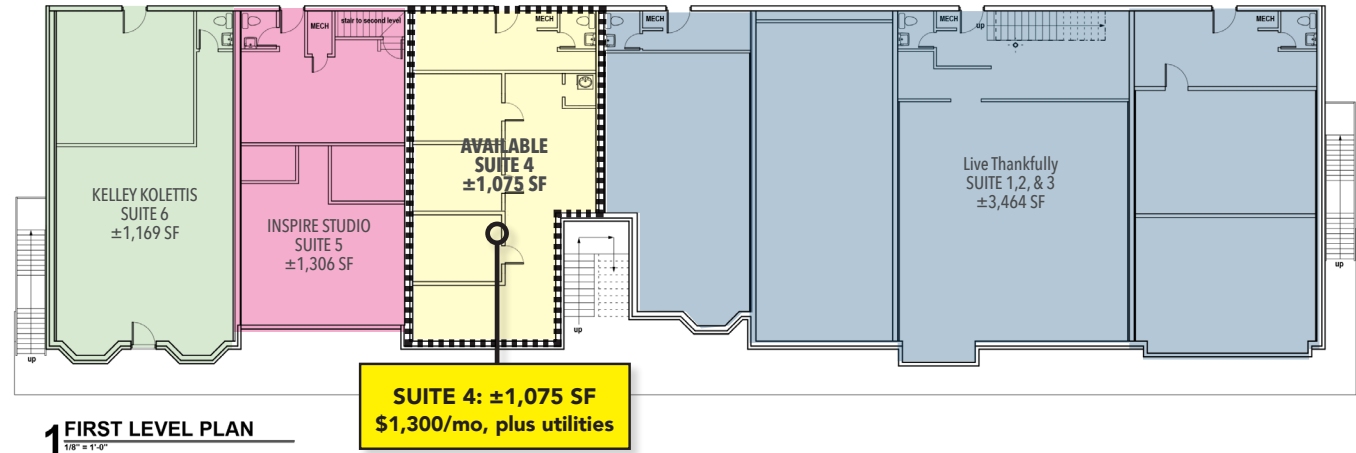 MECH
stair to second level
MECH
MECH
MECH
up
MECH
KELLEY KOLETTIS
SUITE 6
±1,169 SF
INSPIRE STUDIO
SUITE 5
±1,306 SF
AVAILABLE
SUITE 4
±1,075 SF
Live Thankfully
SUITE 1,2, & 3
±3,464 SF
up
up
up
SUITE 4: ±1,075 SF
$1,300/mo, plus utilities
1 FIRST LEVEL PLAN
1/8" = 1'-0"